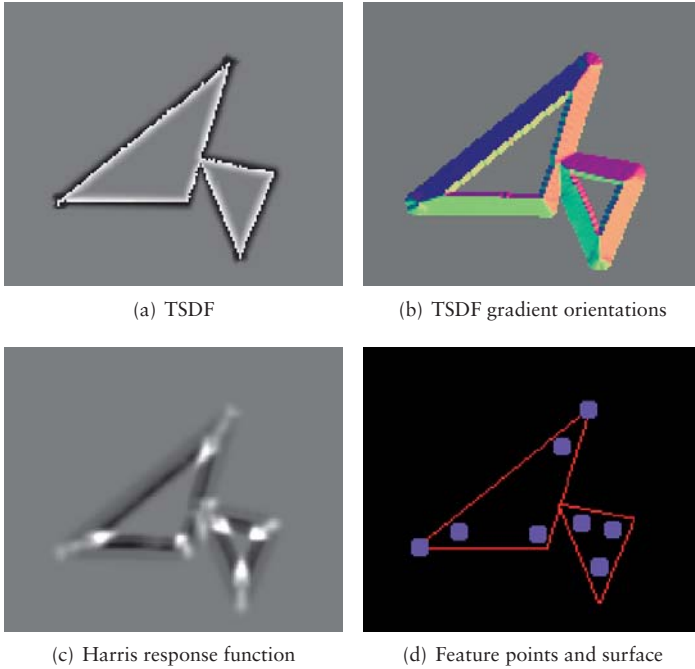 (a) TSDF
(b) TSDF gradient orientations
(c) Harris response function
(d) Feature points and surface